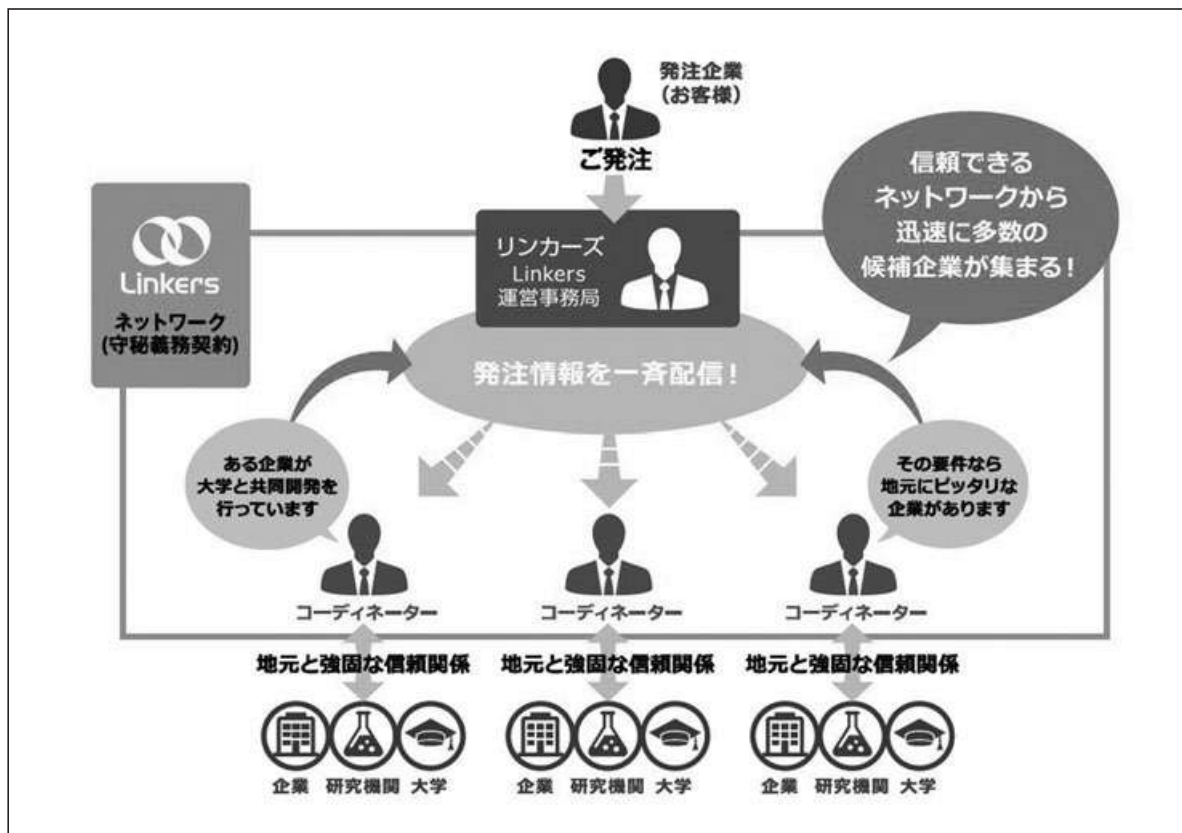 発注企業
(お客様)
ご発注
信頼できる
ネットワークから
迅速に多数の
候補企業が集まる!
Linkers
ネットワーク
(守秘義務契約)
リンカーズ
Linkers
運営事務局
発注情報を一斉配信!
ある企業が
大学と共同開発を
行っています
その要件なら
地元にピッタリな
企業があります
コーディネーター
コーディネーター
コーディネーター
地元と強固な信頼関係
地元と強固な信頼関係
地元と強固な信頼関係
企業 研究機関 大学
企業 研究機関 大学
企業 研究機関 大学